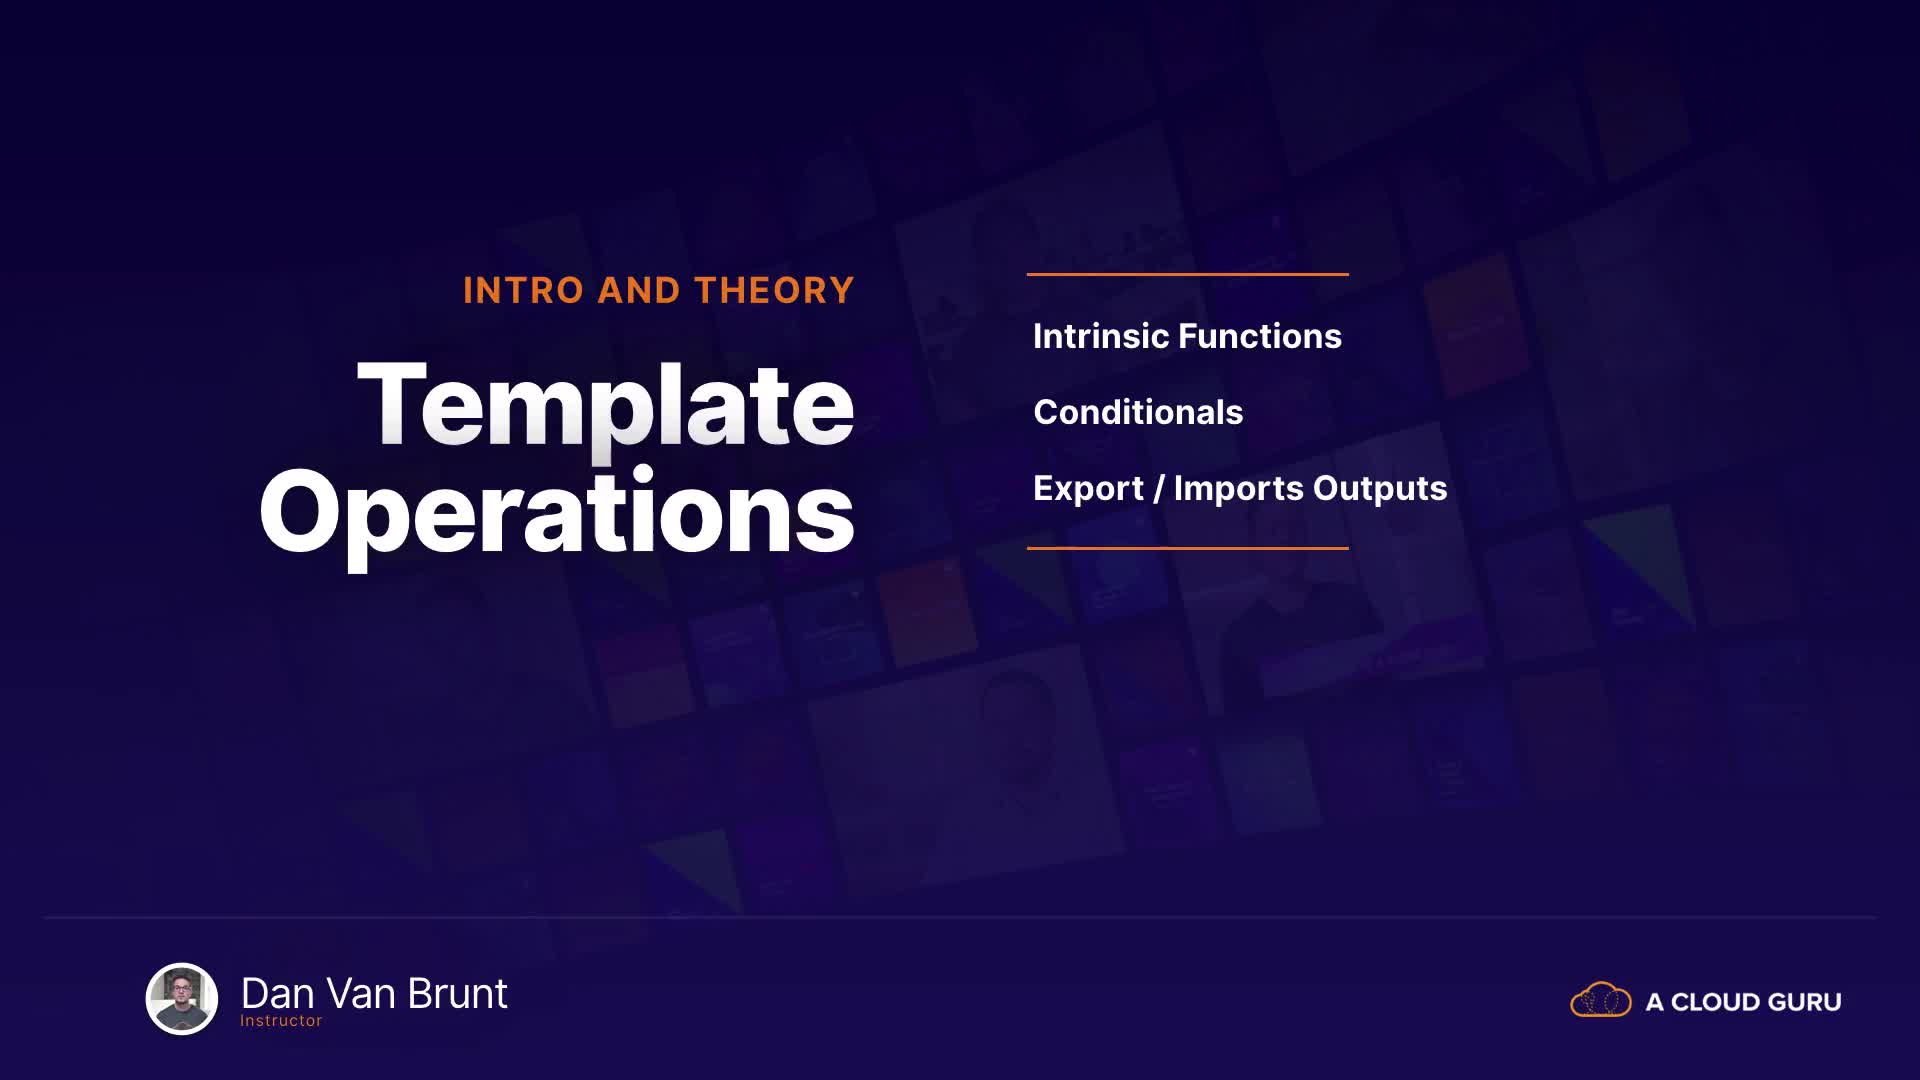 INTRO AND THEORY
Template
Operations
Intrinsic Functions
Conditionals
Export / Imports Outputs
Dan Van Brunt
Instructor
A CLOUD GURU